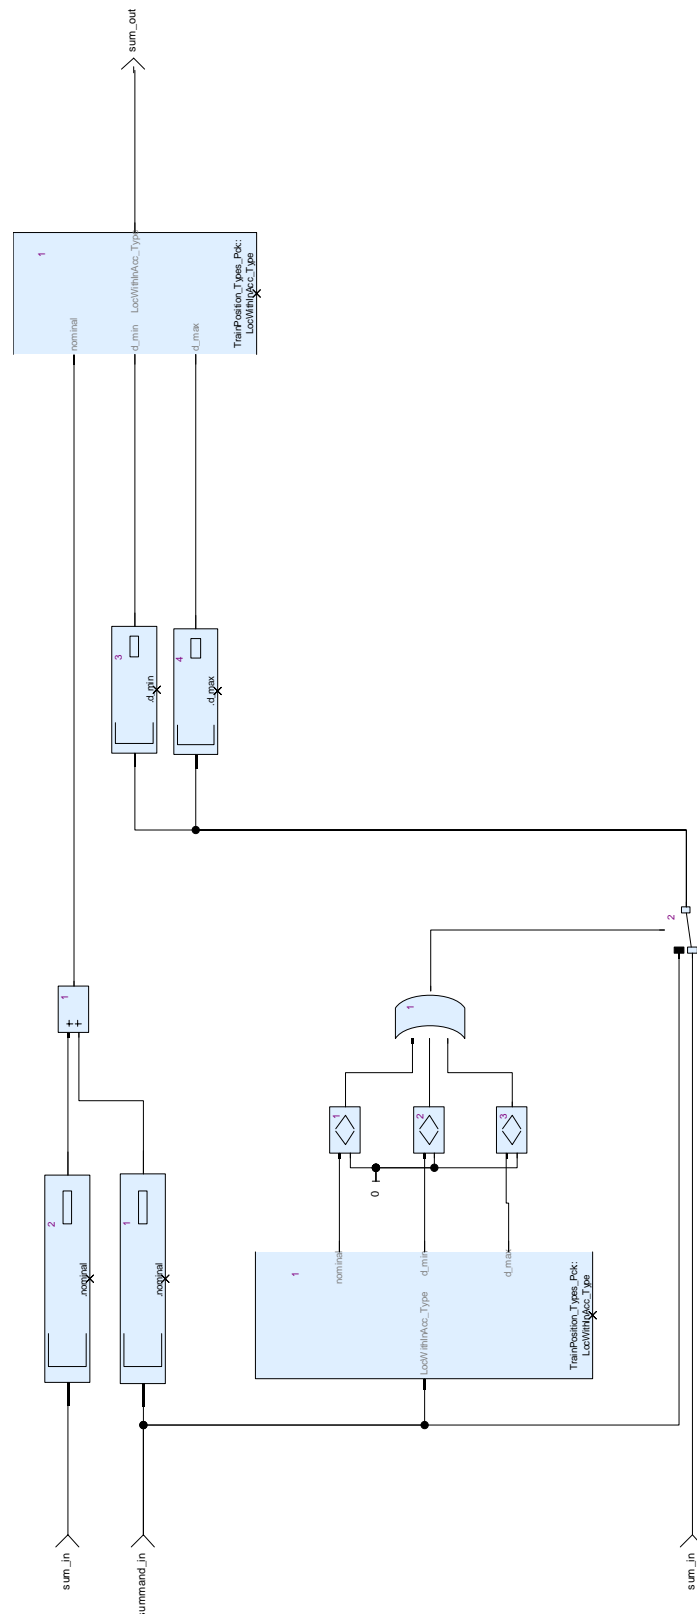 sum_out
1
LocWithInAcc_Type
TrainPosition_Types_Pck::
LocWithInAcc_Type
nominal
d_min
d_max
3
.d_min
4
.d_max
2
1
++
1
1
<>
2
<>
3
<>
0
2
.nominal
1
.nominal
1
nominal
d_min
d_max
LocWithInAcc_Type
TrainPosition_Types_Pck::
LocWithInAcc_Type
sum_in
summand_in
sum_in